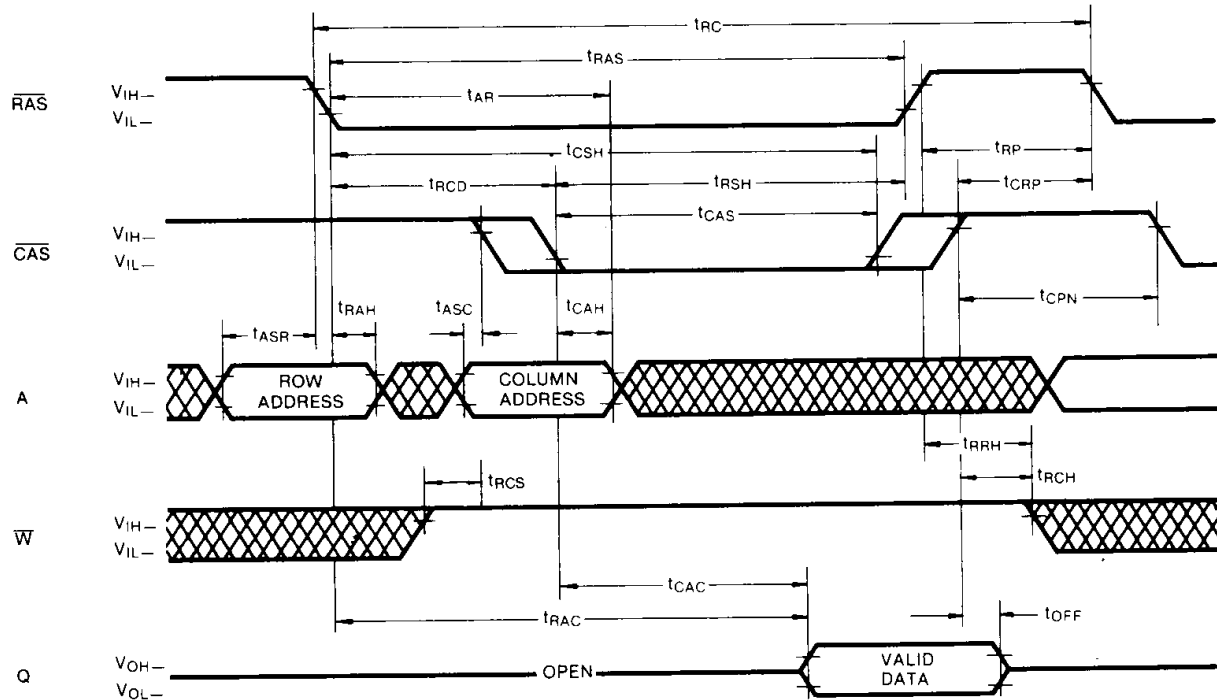 tRC
tRAS
RAS
VIH
VIL
tAR
tCSH
tRP
tRCD
tRSH
tCRP
CAS
VIH
VIL
tCAS
tASR
tRAH
tASC
tCAH
tCPN
A
VIH
VIL
ROW
ADDRESS
COLUMN
ADDRESS
tRRH
tRCS
tRCH
W
VIH
VIL
tCAC
tRAC
tOFF
Q
VOH
VOL
OPEN
VALID
DATA